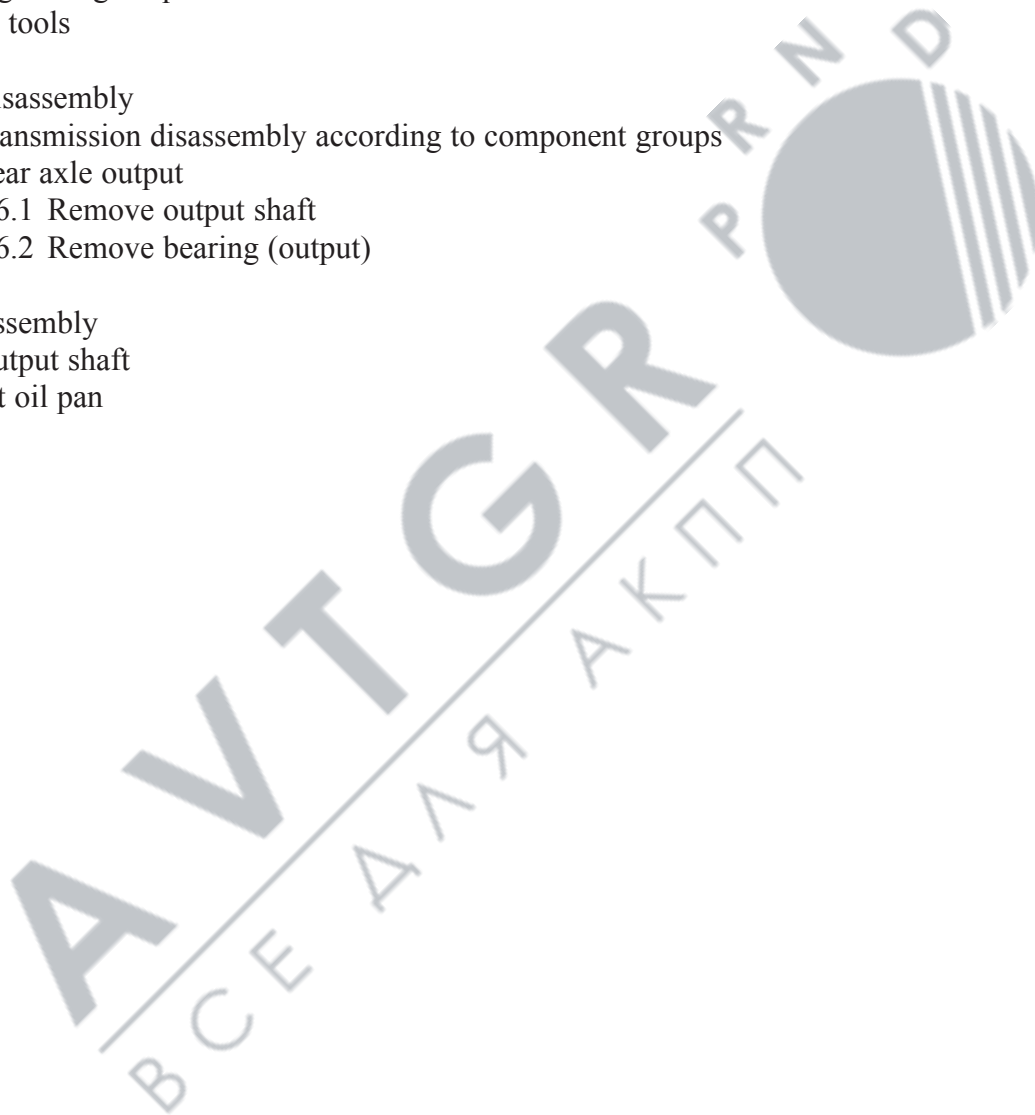 tools
isassembly
ansmission disassembly according to component groups
ear axle output
6.1 Remove output shaft
6.2 Remove bearing (output)
ssembly
utput shaft
t oil pan
P R N D
AVTGR
ВСЕ ДЛЯ АКПП